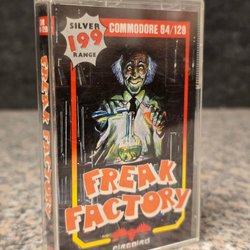 SILVER
199
RANGE
COMMODORE 64/128
FREAK
FACTORY
FIREBIRD
FREAK FACTORY